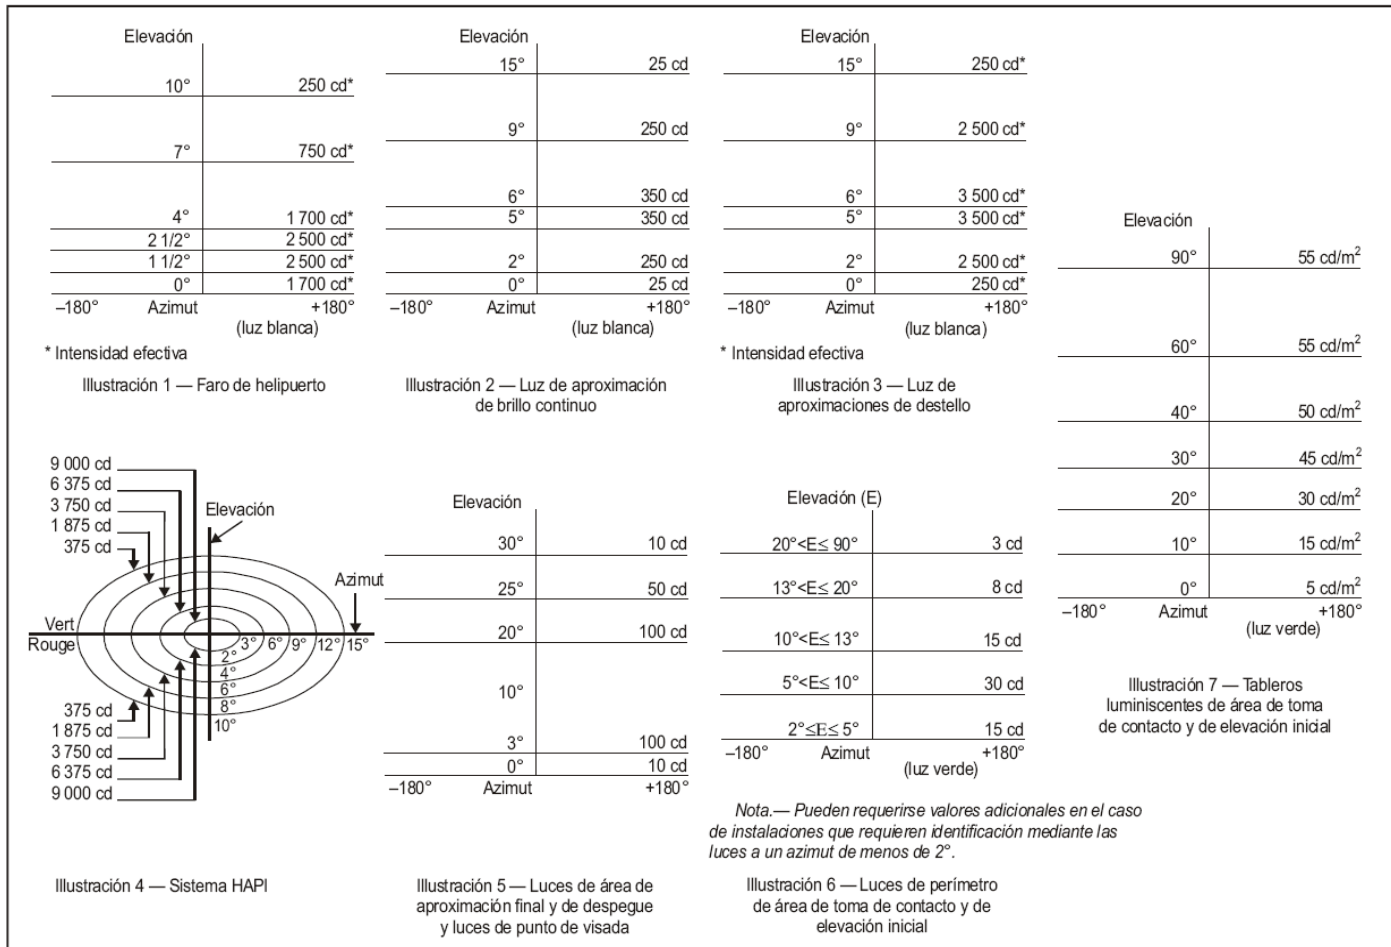 Elevación
10° 250 cd*
7° 750 cd*
4° 1 700 cd*
2 1/2° 2 500 cd*
1 1/2° 2 500 cd*
0° 1 700 cd*
–180° Azimut +180°
(luz blanca)
* Intensidad efectiva
Illustración 1 — Faro de helipuerto
Elevación
15° 25 cd
9° 250 cd
6° 350 cd
5° 350 cd
2° 250 cd
0° 25 cd
–180° Azimut +180°
(luz blanca)
Illustración 2 — Luz de aproximación
de brillo continuo
Elevación
15° 250 cd*
9° 2 500 cd*
6° 3 500 cd*
5° 3 500 cd*
2° 2 500 cd*
0° 250 cd*
–180° Azimut +180°
(luz blanca)
* Intensidad efectiva
Illustración 3 — Luz de
aproximaciones de destello
9 000 cd
6 375 cd
3 750 cd
1 875 cd
375 cd
Elevación
Azimut
Vert
Rouge
3° 6° 9° 12° 15°
2°
4°
6°
8°
10°
375 cd
1 875 cd
3 750 cd
6 375 cd
9 000 cd
Illustración 4 — Sistema HAPI
Elevación
30° 10 cd
25° 50 cd
20° 100 cd
10°
3° 100 cd
0° 10 cd
–180° Azimut +180°
Illustración 5 — Luces de área de
aproximación final y de despegue
y luces de punto de visada
Elevación (E)
20°<E≤ 90° 3 cd
13°<E≤ 20° 8 cd
10°<E≤ 13° 15 cd
5°<E≤ 10° 30 cd
2°≤E≤ 5° 15 cd
–180° Azimut +180°
(luz verde)
Nota.— Pueden requerirse valores adicionales en el caso
de instalaciones que requieren identificación mediante las
luces a un azimut de menos de 2°.
Illustración 6 — Luces de perímetro
de área de toma de contacto y de
elevación inicial
Elevación
90° 55 cd/m²
60° 55 cd/m²
40° 50 cd/m²
30° 45 cd/m²
20° 30 cd/m²
10° 15 cd/m²
0° 5 cd/m²
–180° Azimut +180°
(luz verde)
Illustración 7 — Tableros
luminiscentes de área de toma
de contacto y de elevación inicial